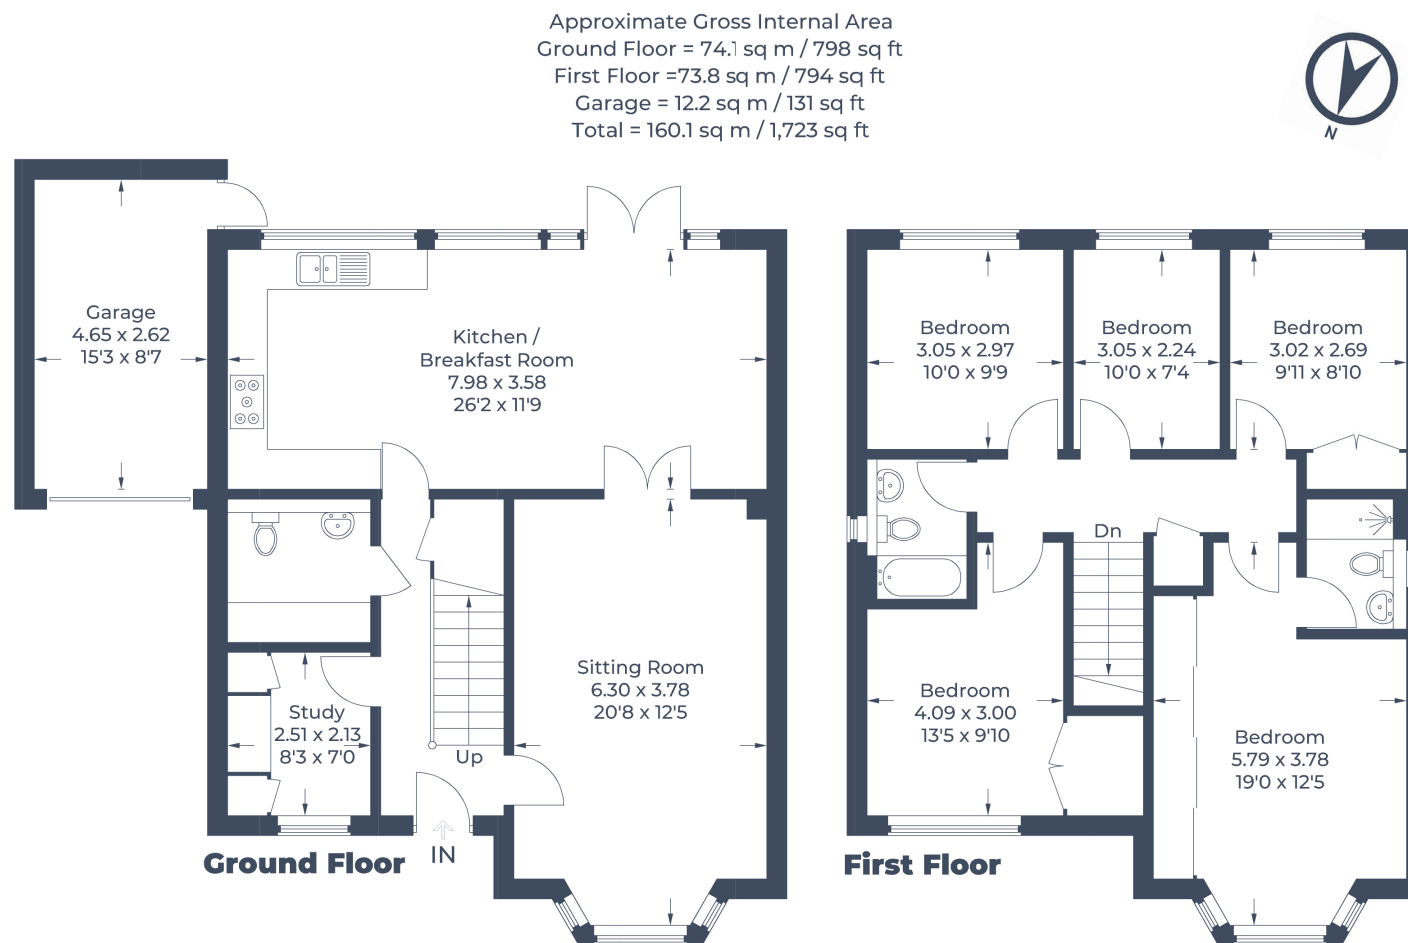 Approximate Gross Internal Area
Ground Floor = 74.1 sq m / 798 sq ft
First Floor =73.8 sq m / 794 sq ft
Garage = 12.2 sq m / 131 sq ft
Total = 160.1 sq m / 1,723 sq ft
N
Garage
4.65 x 2.62
15'3 x 8'7
Kitchen /
Breakfast Room
7.98 x 3.58
26'2 x 11'9
Sitting Room
6.30 x 3.78
20'8 x 12'5
Study
2.51 x 2.13
8'3 x 7'0
Up
IN
Ground Floor
Bedroom
3.05 x 2.97
10'0 x 9'9
Bedroom
3.05 x 2.24
10'0 x 7'4
Bedroom
3.02 x 2.69
9'11 x 8'10
Dn
Bedroom
4.09 x 3.00
13'5 x 9'10
Bedroom
5.79 x 3.78
19'0 x 12'5
First Floor